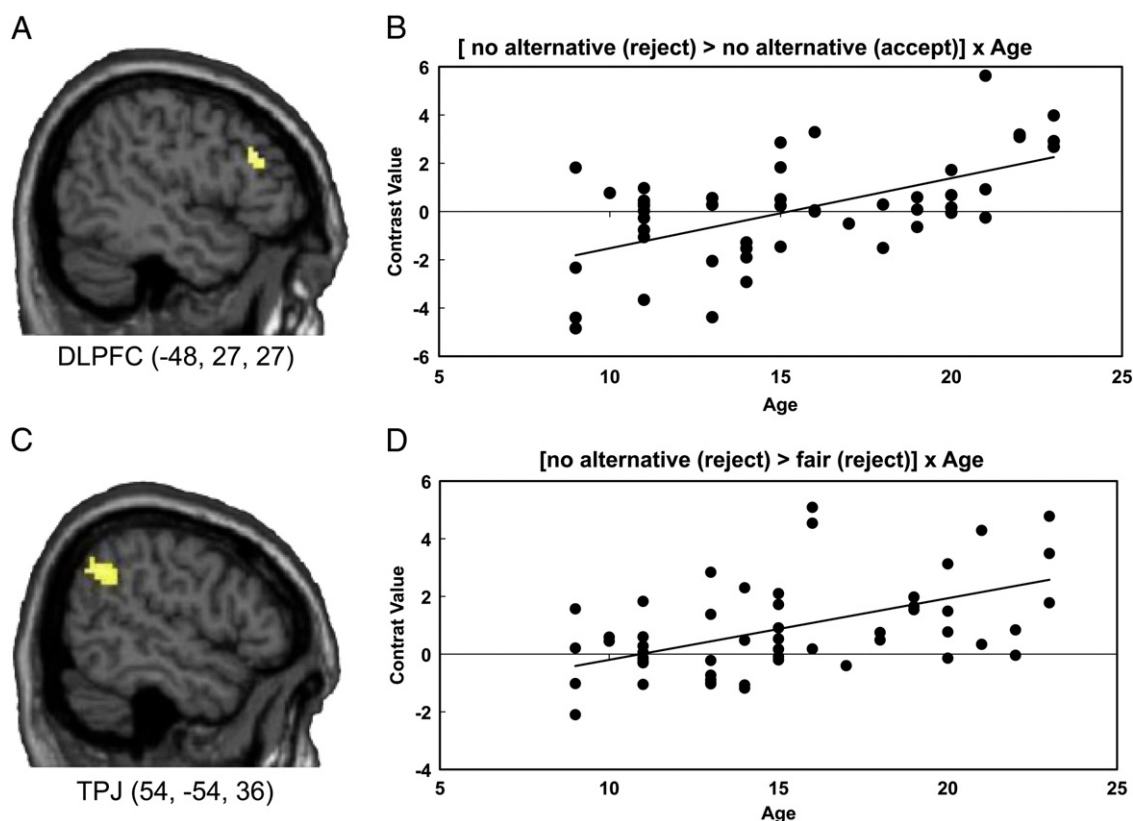 A
DLPFC (-48, 27, 27)
B
[ no alternative (reject) > no alternative (accept)] x Age
Contrast Value
6
4
2
0
-2
-4
-6
5
10
15
20
25
Age
C
TPJ (54, -54, 36)
D
[no alternative (reject) > fair (reject)] x Age
Contrat Value
6
4
2
0
-2
-4
5
10
15
20
25
Age